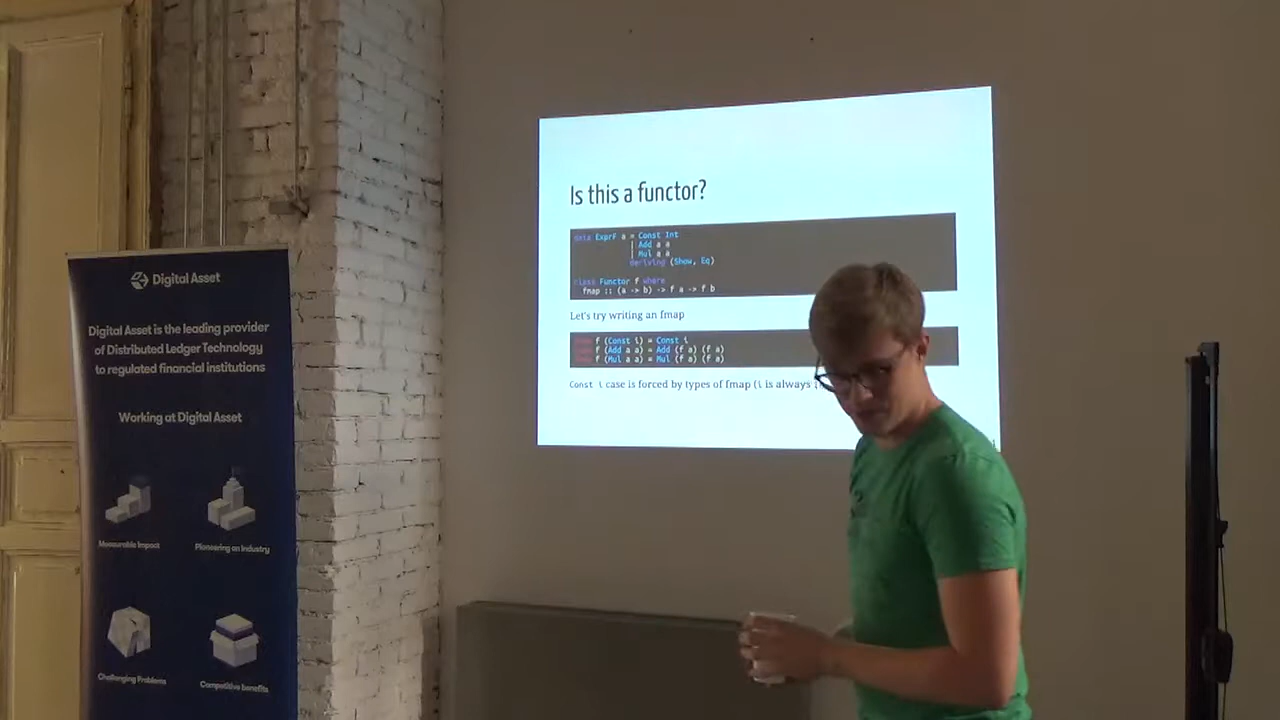 Digital Asset
Digital Asset is the leading provider
of Distributed Ledger Technology
to regulated financial institutions
Working at Digital Asset
Measurable Impact
Pioneering an Industry
Challenging Problems
Competitive benefits
Is this a functor?
data ExprF a = Const Int
| Add a a
| Mul a a
deriving (Show, Eq)
class Functor f where
fmap :: (a -> b) -> f a -> f b
Let's try writing an fmap
fmap f (Const i) = Const i
fmap f (Add a a) = Add (f a) (f a)
fmap f (Mul a a) = Mul (f a) (f a)
Const i case is forced by types of fmap (i is always